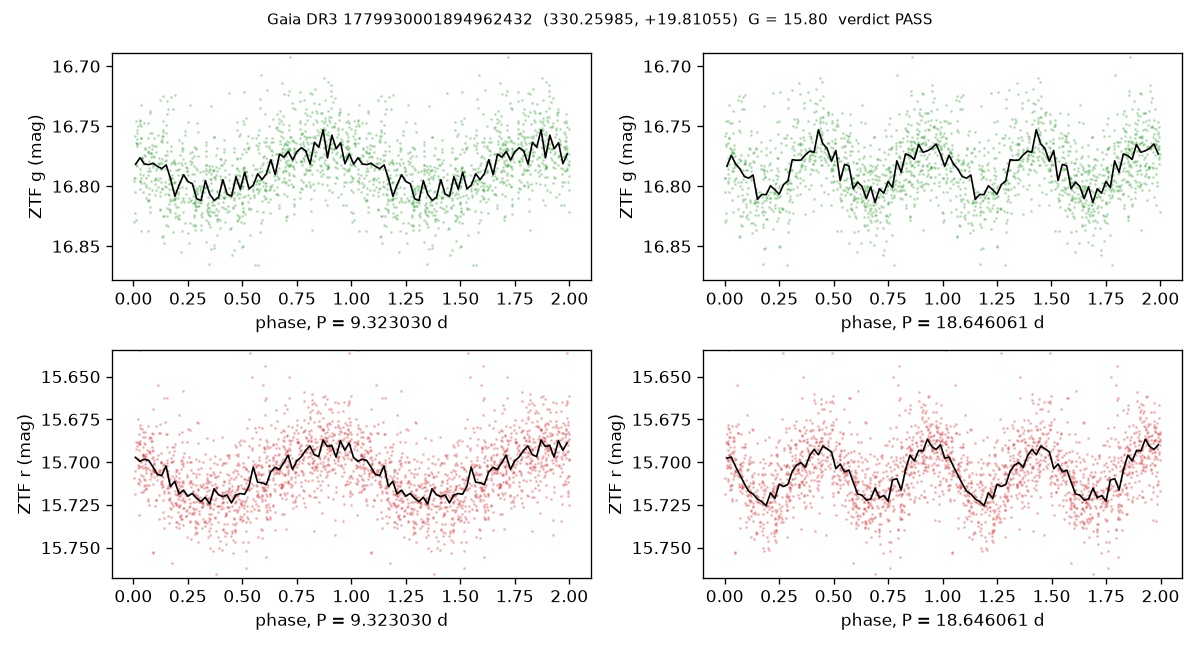 Gaia DR3 1779930001894962432  (330.25985, +19.81055)  G = 15.80  verdict PASS
ZTF g (mag)
16.70
16.75
16.80
16.85
0.00 0.25 0.50 0.75 1.00 1.25 1.50 1.75 2.00
phase, P = 9.323030 d
ZTF g (mag)
16.70
16.75
16.80
16.85
0.00 0.25 0.50 0.75 1.00 1.25 1.50 1.75 2.00
phase, P = 18.646061 d
ZTF r (mag)
15.650
15.675
15.700
15.725
15.750
0.00 0.25 0.50 0.75 1.00 1.25 1.50 1.75 2.00
phase, P = 9.323030 d
ZTF r (mag)
15.650
15.675
15.700
15.725
15.750
0.00 0.25 0.50 0.75 1.00 1.25 1.50 1.75 2.00
phase, P = 18.646061 d